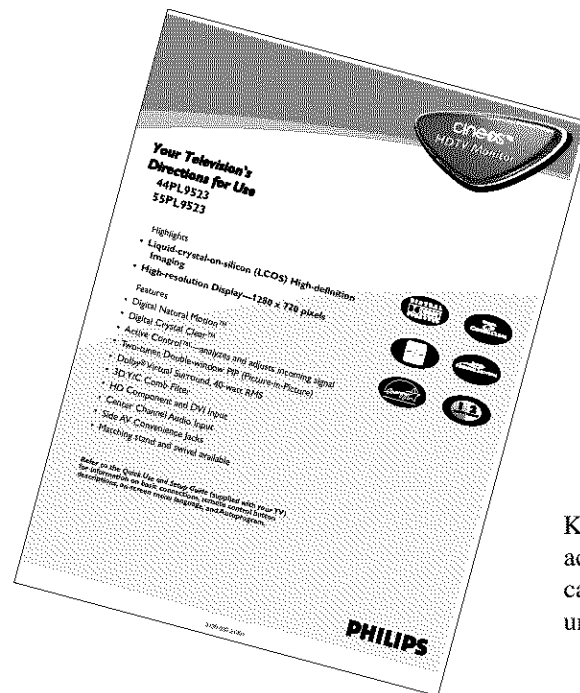 cineos™
HDTV Monitor
Your Television's
Directions for Use
44PL9523
55PL9523
Highlights
• Liquid-crystal-on-silicon (LCOS) High-definition
Imaging
• High-resolution Display—1280 x 720 pixels
Features
• Digital Natural Motion™
• Digital Crystal Clear™
• Active Control™—analyzes and adjusts incoming signal
• Two-tuner, Double-window PIP (Picture-in-Picture)
• Dolby® Virtual Surround, 40-watt RMS
• 3D Y/C Comb Filter
• HD Component and DVI Input
• Center Channel Audio Input
• Side AV Convenience Jacks
• Matching stand and swivel available
Refer to the Quick Use and Setup Guide (supplied with your TV)
for information on basic connections, remote control button
descriptions, on-screen menu language, and Autoprogram.
PHILIPS
K
ac
ca
un